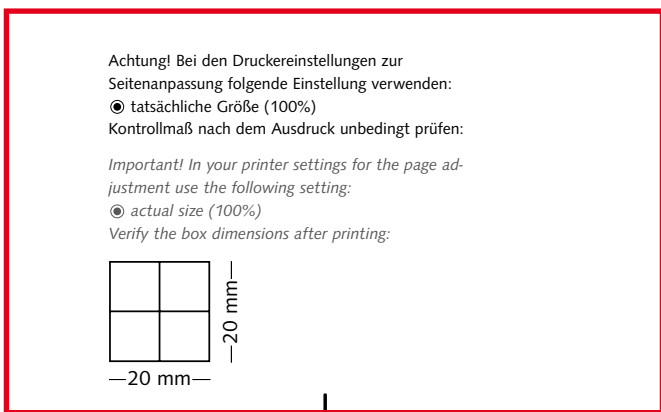 Achtung! Bei den Druckereinstellungen zur
Seitenanpassung folgende Einstellung verwenden:
tatsächliche Größe (100%)
Kontrollmaß nach dem Ausdruck unbedingt prüfen:
Important! In your printer settings for the page ad-
justment use the following setting:
actual size (100%)
Verify the box dimensions after printing:
20 mm
20 mm